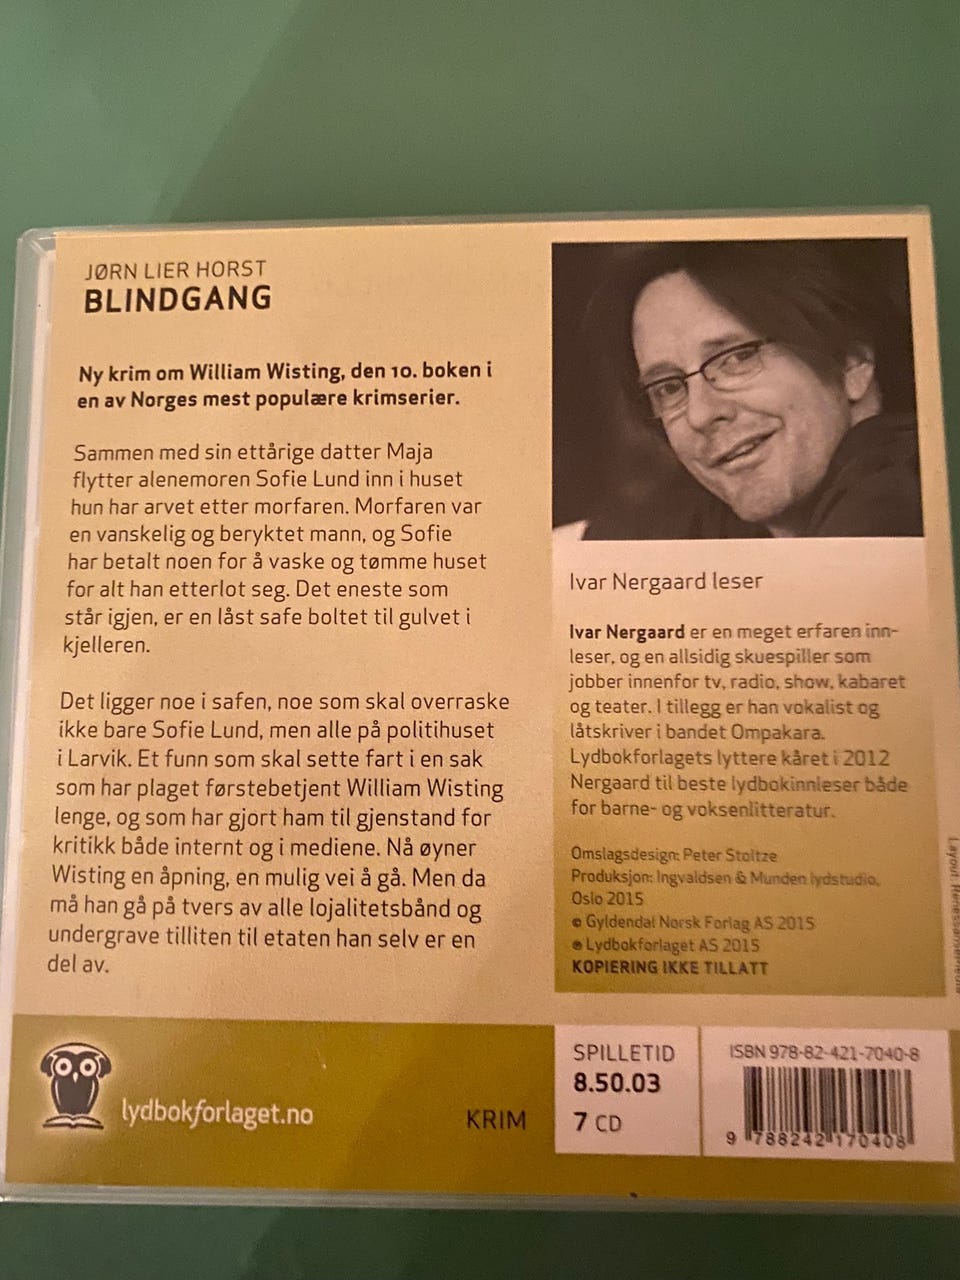 JØRN LIER HORST
BLINDGANG
Ny krim om William Wisting, den 10. boken i
en av Norges mest populære krimserier.
Sammen med sin ettårige datter Maja
flytter alenemoren Sofie Lund inn i huset
hun har arvet etter morfaren. Morfaren var
en vanskelig og beryktet mann, og Sofie
har betalt noen for å vaske og tømme huset
for alt han etterlot seg. Det eneste som
står igjen, er en låst safe boltet til gulvet i
kjelleren.
Det ligger noe i safen, noe som skal overraske
ikke bare Sofie Lund, men alle på politihuset
i Larvik. Et funn som skal sette fart i en sak
som har plaget førstebetjent William Wisting
lenge, og som har gjort ham til gjenstand for
kritikk både internt og i mediene. Nå øyner
Wisting en åpning, en mulig vei å gå. Men da
må han gå på tvers av alle lojalitetsbånd og
undergrave tilliten til etaten han selv er en
del av.
Ivar Nergaard leser
Ivar Nergaard er en meget erfaren inn-
leser, og en allsidig skuespiller som
jobber innenfor tv, radio, show, kabaret
og teater. I tillegg er han vokalist og
låtskriver i bandet Ompakara.
Lydbokforlagets lyttere kåret i 2012
Nergaard til beste lydbokinnleser både
for barne- og voksenlitteratur.
Omslagsdesign: Peter Stoltze
Produksjon: Ingvaldsen & Munden lydstudio,
Oslo 2015
© Gyldendal Norsk Forlag AS 2015
℗ Lydbokforlaget AS 2015
KOPIERING IKKE TILLATT
lydbokforlaget.no
KRIM
SPILLETID
8.50.03
7 CD
ISBN 978-82-421-7040-8
9 788242 170408